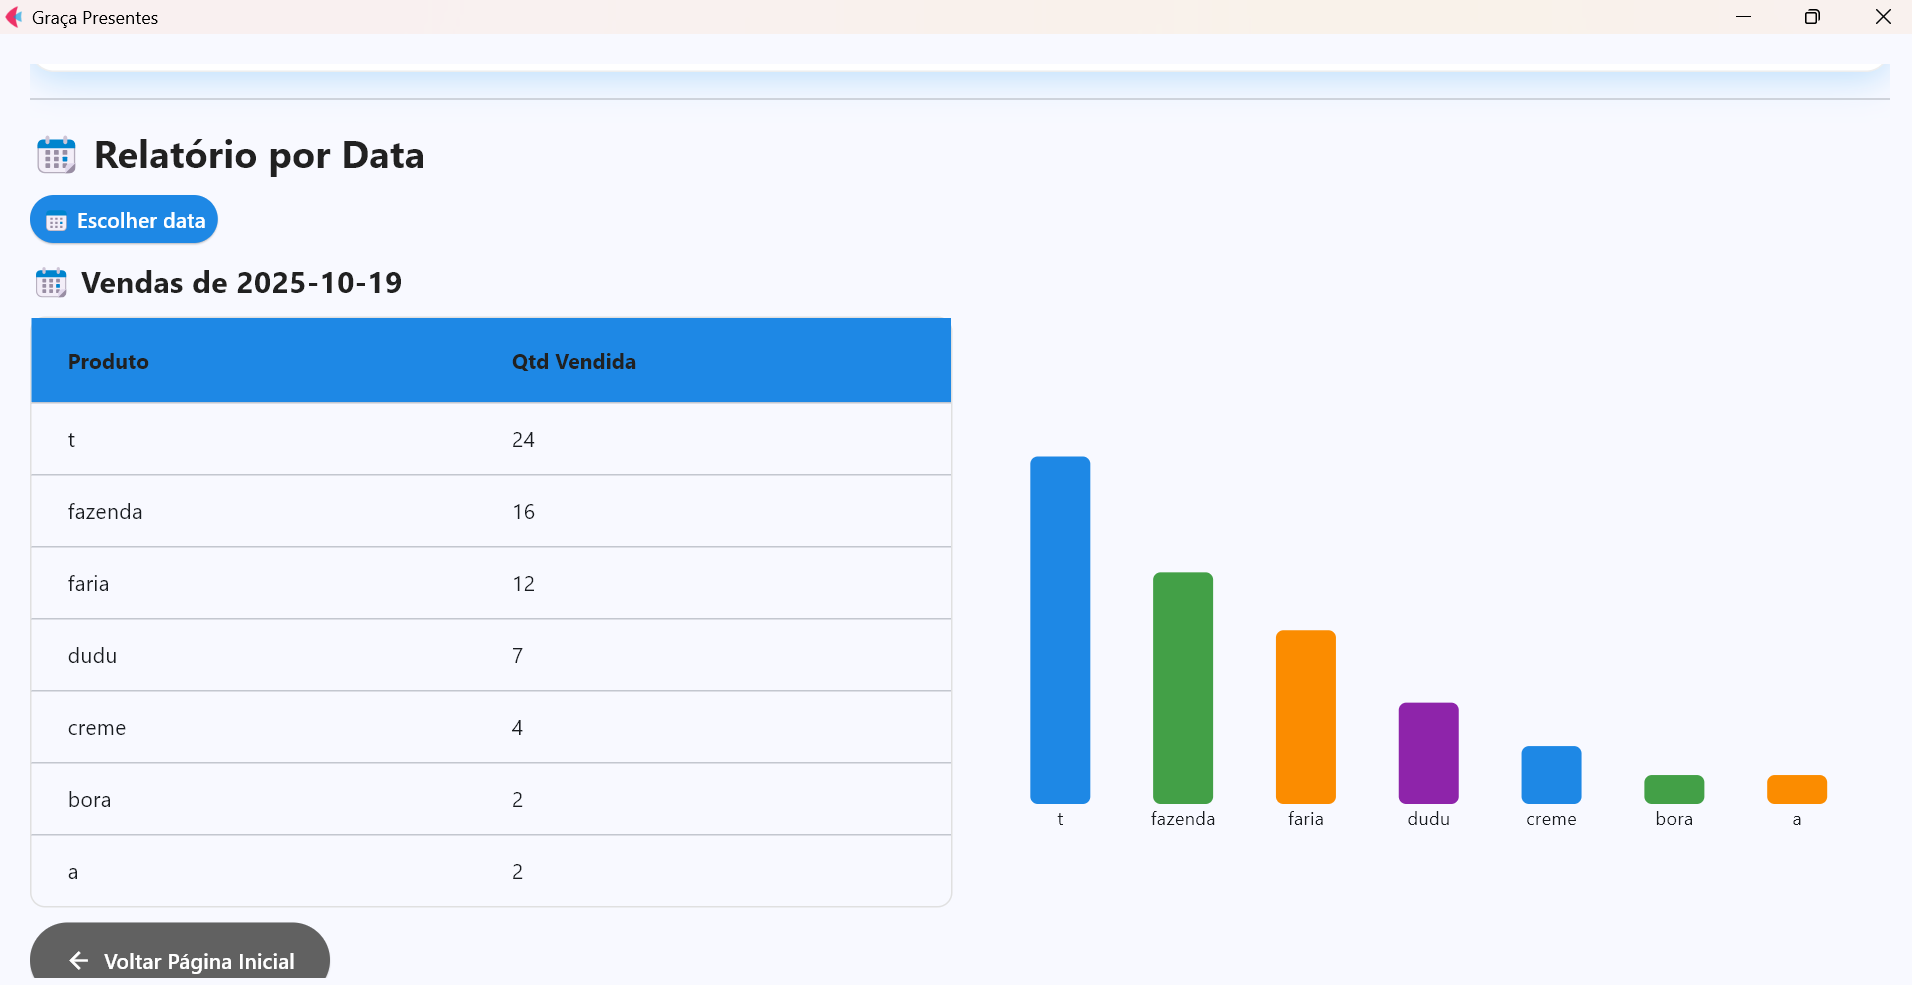 Graça Presentes
Relatório por Data
Escolher data
Vendas de 2025-10-19
Produto Qtd Vendida
t 24
fazenda 16
faria 12
dudu 7
creme 4
bora 2
a 2
t fazenda faria dudu creme bora a
Voltar Página Inicial